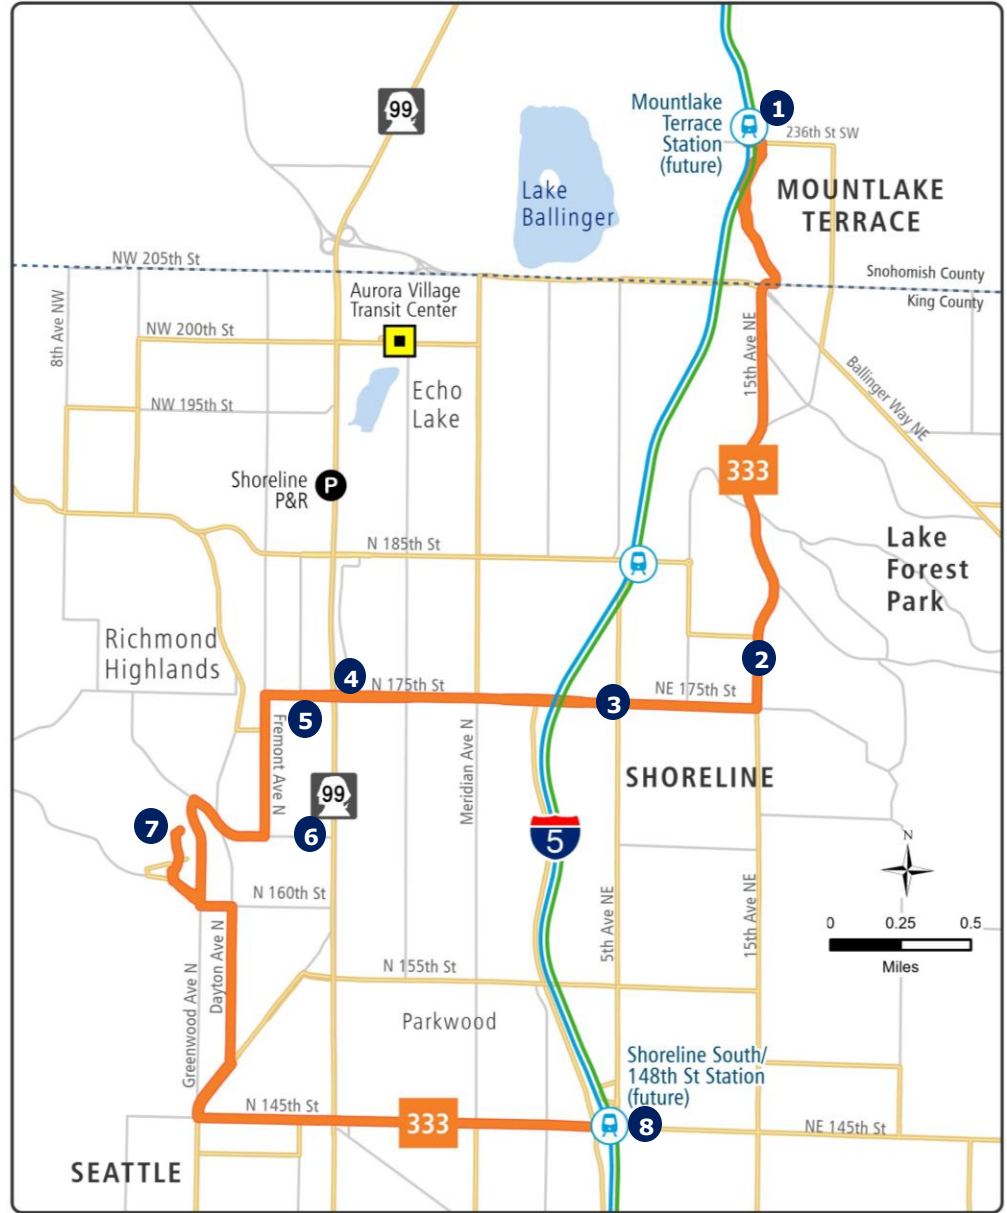 99
Mountlake
Terrace
Station
(future)
1
236th St SW
MOUNTLAKE
TERRACE
Lake
Ballinger
NW 205th St
Snohomish County
King County
8th Ave NW
Aurora Village
Transit Center
NW 200th St
15th Ave NE
Ballinger Way NE
Echo
Lake
NW 195th St
333
Shoreline
P&R
P
N 185th St
Lake
Forest
Park
Richmond
Highlands
2
4
N 175th St
NE 175th St
3
5
Fremont Ave N
Meridian Ave N
SHORELINE
99
6
7
5
N
N 160th St
5th Ave NE
15th Ave NE
0 0.25 0.5
Miles
Dayton Ave N
Greenwood Ave N
N 155th St
Parkwood
Shoreline South/
148th St Station
(future)
N 145th St
333
8
NE 145th St
SEATTLE